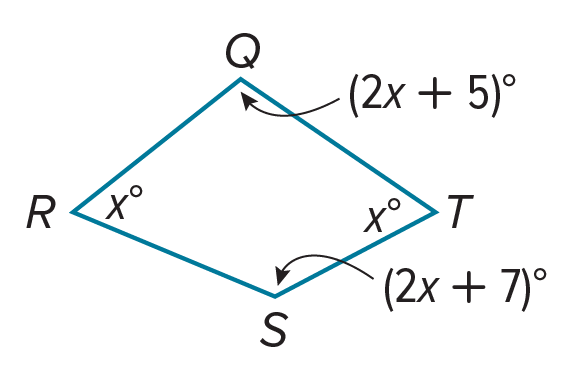 Q
(2x + 5)°
R
x°
x°
T
(2x + 7)°
S